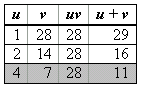 u v uv u + v
1 28 28 29
2 14 28 16
4 7 28 11